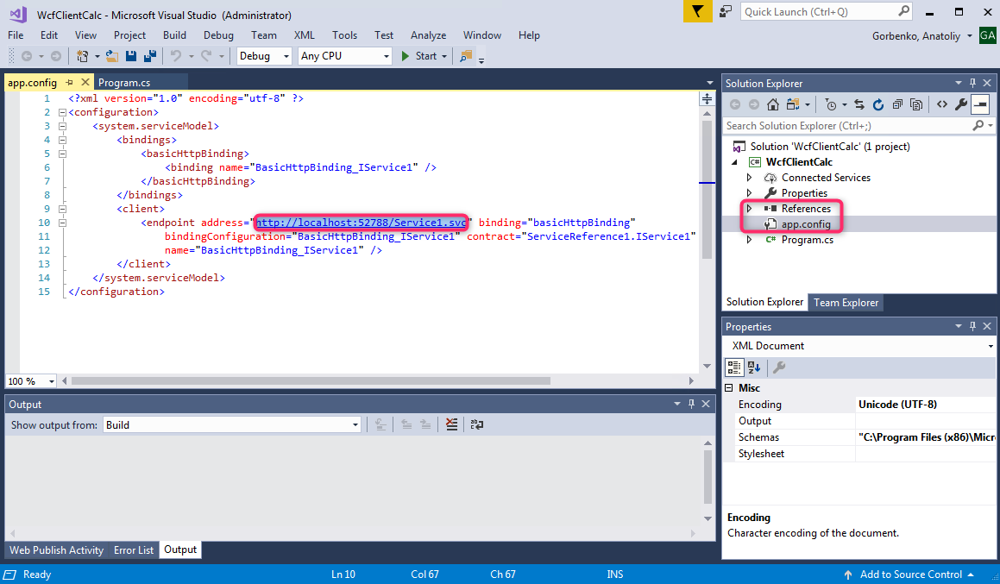 WcfClientCalc - Microsoft Visual Studio (Administrator)
Quick Launch (Ctrl+Q)
File Edit View Project Build Debug Team XML Tools Test Analyze Window Help
Gorbenko, Anatoliy GA
Debug Any CPU Start
app.config Program.cs
1 <?xml version="1.0" encoding="utf-8" ?>
2 <configuration>
3 <system.serviceModel>
4 <bindings>
5 <basicHttpBinding>
6 <binding name="BasicHttpBinding_IService1" />
7 </basicHttpBinding>
8 </bindings>
9 <client>
10 <endpoint address="http://localhost:52788/Service1.svc" binding="basicHttpBinding"
11 bindingConfiguration="BasicHttpBinding_IService1" contract="ServiceReference1.IService1"
12 name="BasicHttpBinding_IService1" />
13 </client>
14 </system.serviceModel>
15 </configuration>
100 %
Output
Show output from: Build
Web Publish Activity Error List Output
Solution Explorer
Search Solution Explorer (Ctrl+;)
Solution 'WcfClientCalc' (1 project)
C# WcfClientCalc
Connected Services
Properties
References
app.config
C# Program.cs
Solution Explorer Team Explorer
Properties
XML Document
Misc
Encoding Unicode (UTF-8)
Output
Schemas "C:\Program Files (x86)\Micr
Stylesheet
Encoding
Character encoding of the document.
Ready Ln 10 Col 67 Ch 67 INS Add to Source Control